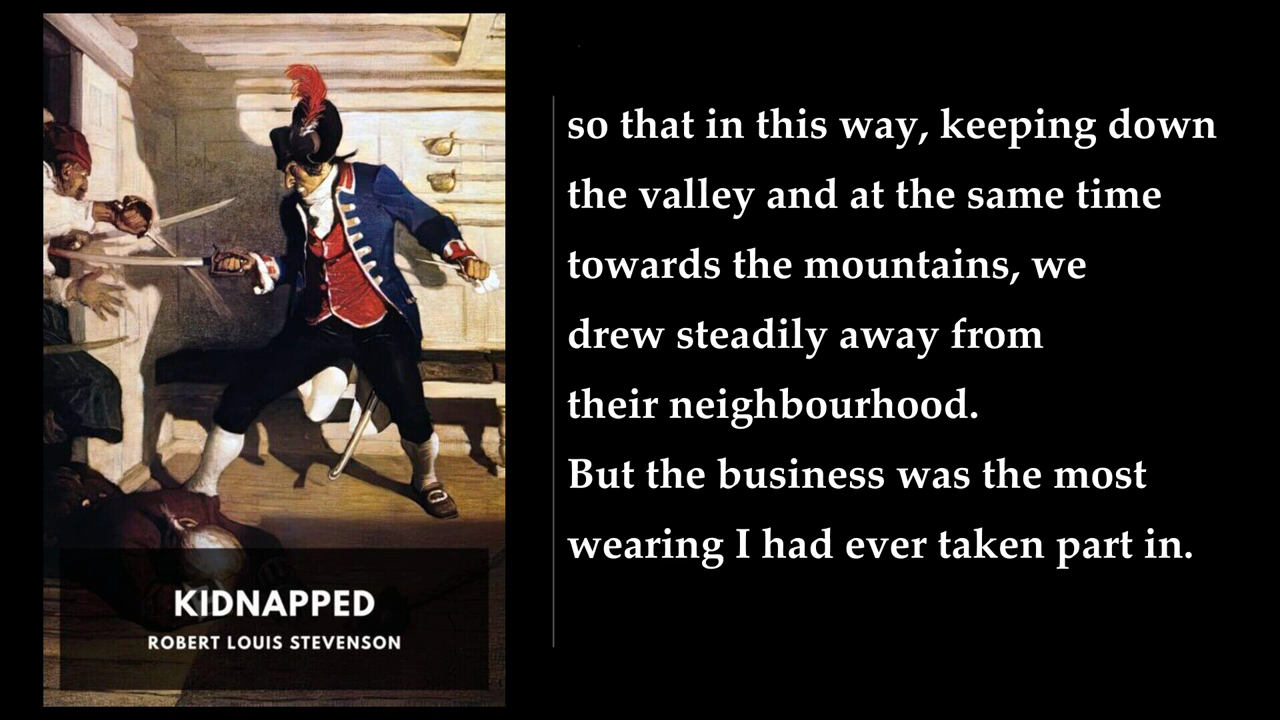 KIDNAPPED
ROBERT LOUIS STEVENSON
so that in this way, keeping down
the valley and at the same time
towards the mountains, we
drew steadily away from
their neighbourhood.
But the business was the most
wearing I had ever taken part in.